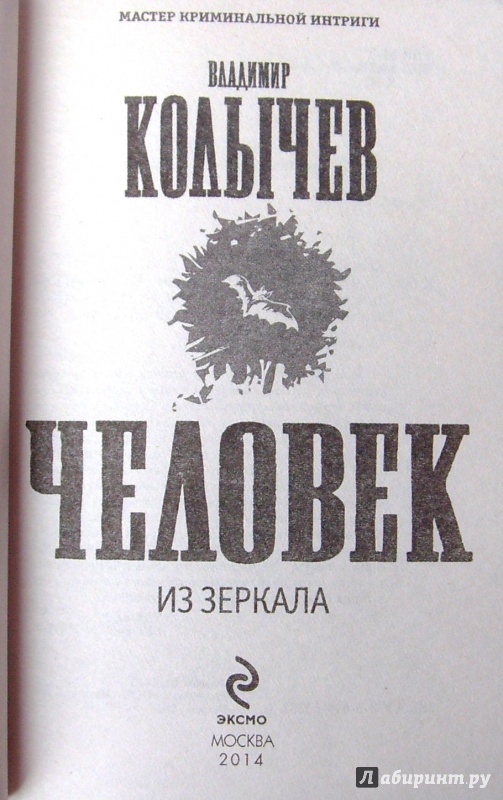 МАСТЕР КРИМИНАЛЬНОЙ ИНТРИГИ
ВЛАДИМИР
КОЛЫЧЕВ
ЧЕЛОВЕК
ИЗ ЗЕРКАЛА
ЭКСМО
МОСКВА
2014
Лабиринт.ру